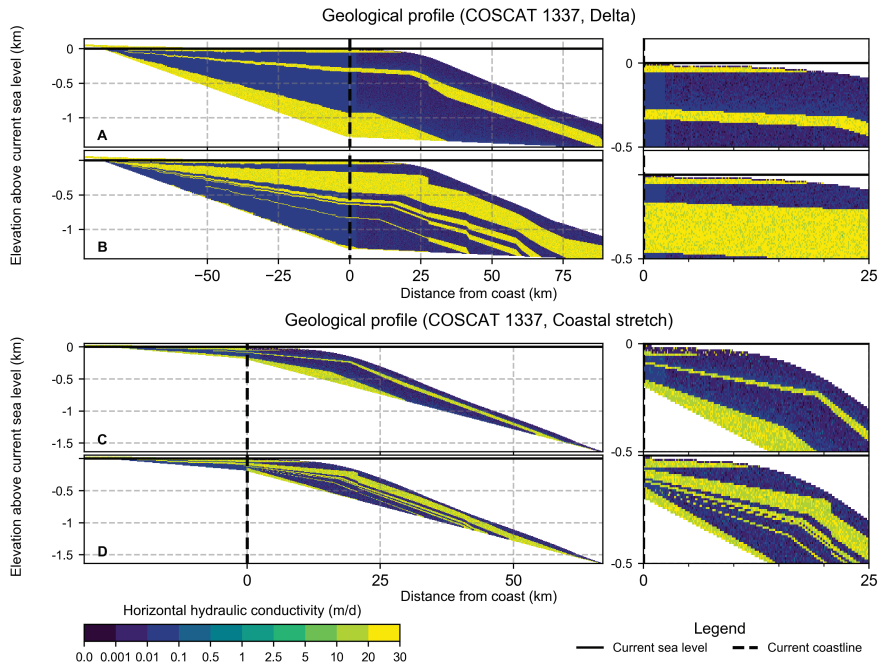 Geological profile (COSCAT 1337, Delta)
Elevation above current sea level (km)
0
-0.5
-1
A
0
-0.5
-0.5
-1
B
-0.5
−50
−25
0
25
50
75
Distance from coast (km)
0
25
Geological profile (COSCAT 1337, Coastal stretch)
Elevation above current sea level (km)
0
-0.5
-1
-1.5
C
0
-0.5
-0.5
-1
-1.5
D
-0.5
0
25
50
Distance from coast (km)
0
25
Horizontal hydraulic conductivity (m/d)
0.0 0.001 0.01 0.1 0.5 1 2.5 5 10 20 30
Legend
Current sea level
Current coastline